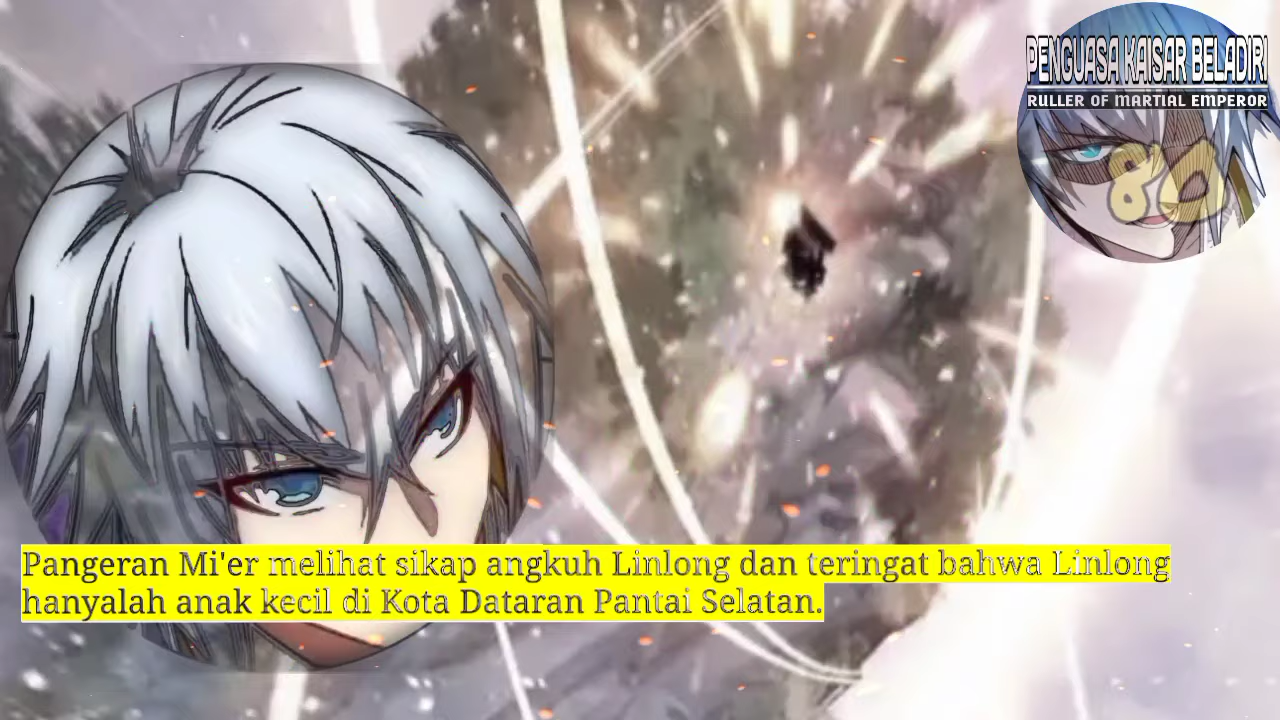 PENGUASA KAISAR BELADIRI
RULLER OF MARTIAL EMPEROR
89
Pangeran Mi'er melihat sikap angkuh Linlong dan teringat bahwa Linlong
hanyalah anak kecil di Kota Dataran Pantai Selatan.